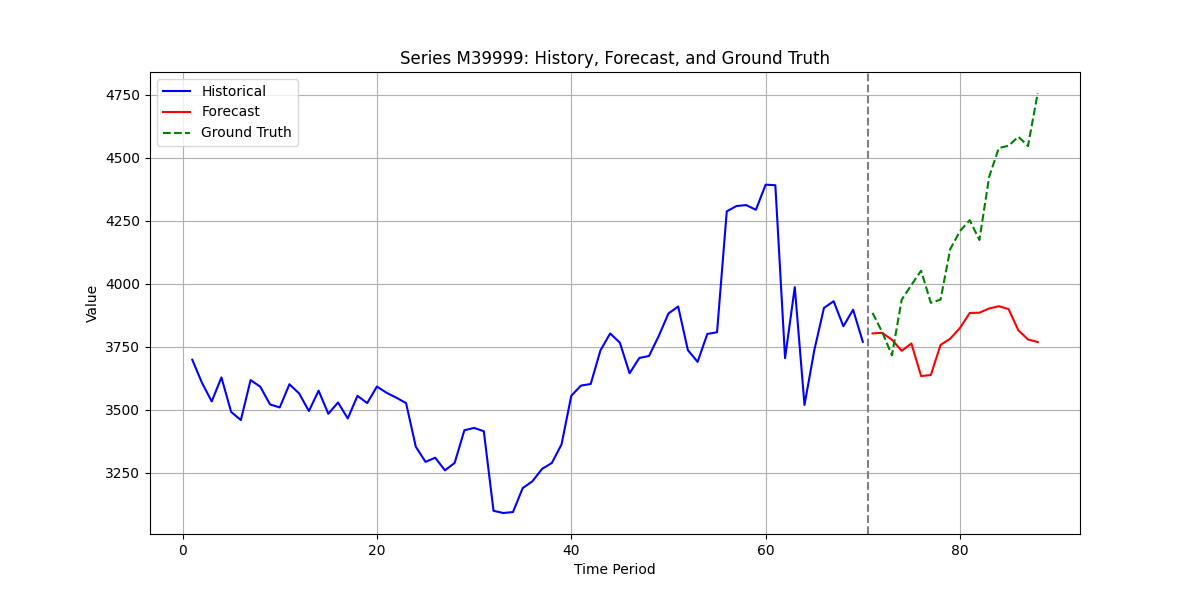 Series M39999: History, Forecast, and Ground Truth
Historical
Forecast
Ground Truth
4750
4500
4250
4000
3750
3500
3250
Value
0 20 40 60 80
Time Period